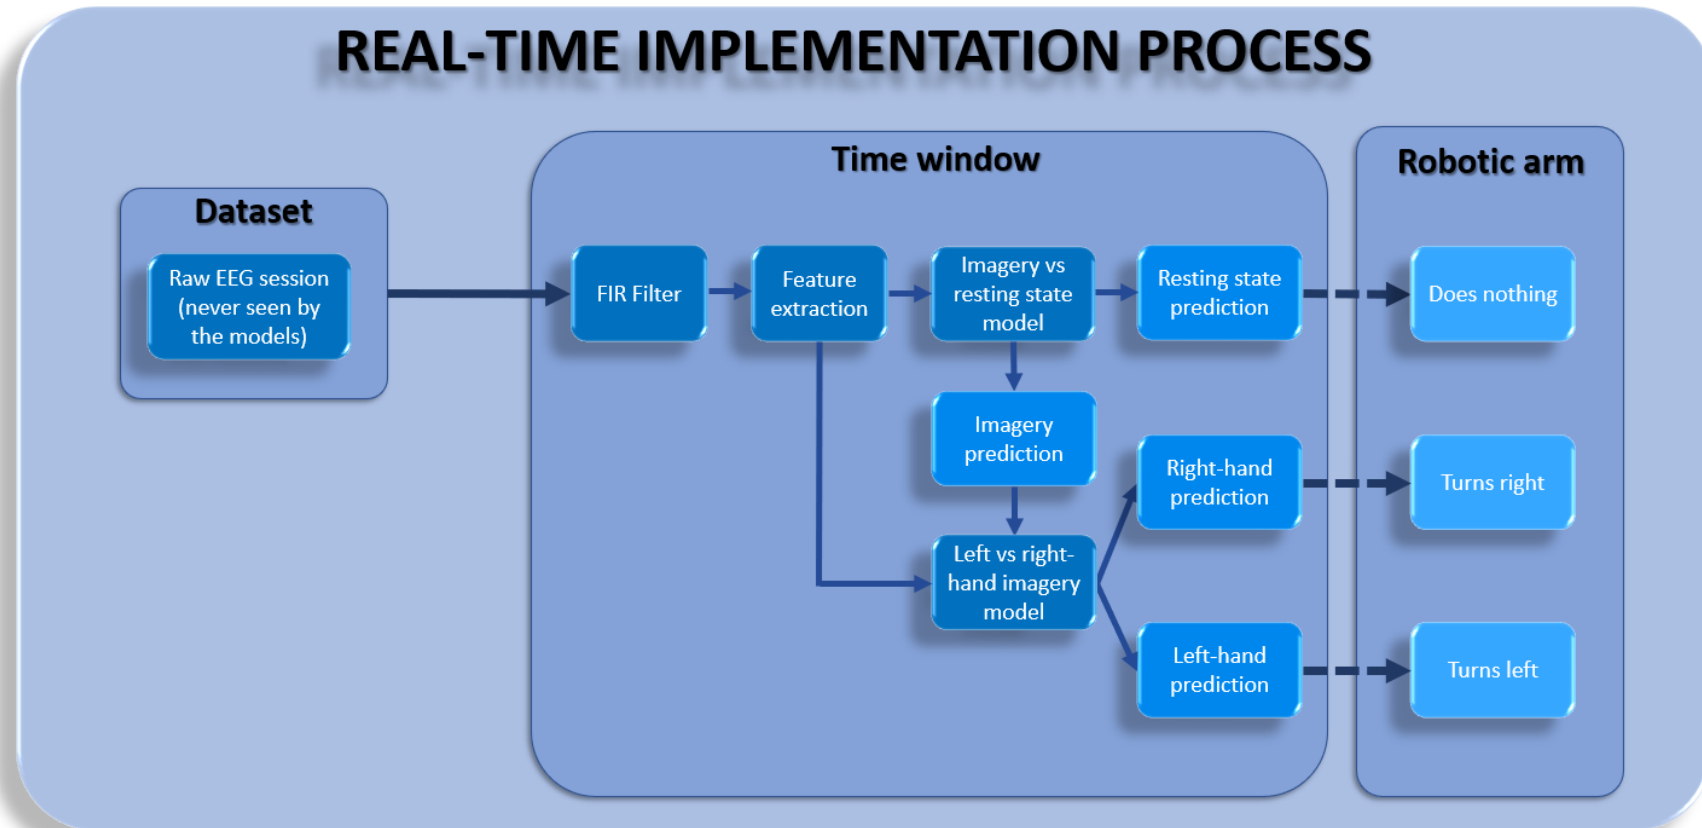 REAL-TIME IMPLEMENTATION PROCESS
Dataset
Raw EEG session
(never seen by
the models)
Time window
FIR Filter
Feature
extraction
Imagery vs
resting state
model
Resting state
prediction
Imagery
prediction
Left vs right-
hand imagery
model
Right-hand
prediction
Left-hand
prediction
Robotic arm
Does nothing
Turns right
Turns left